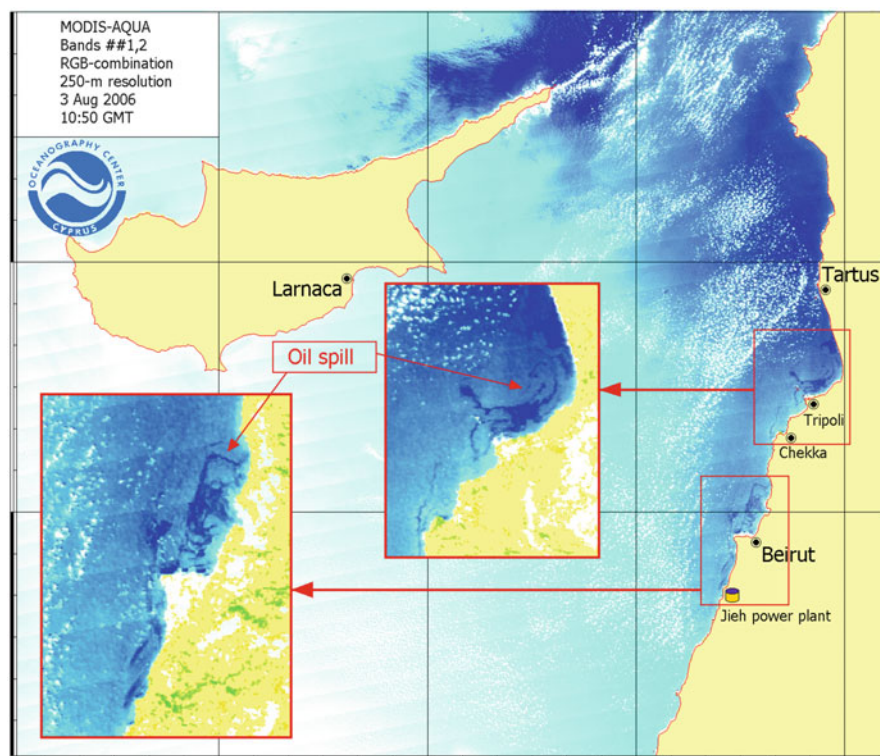 MODIS-AQUA
Bands ##1,2
RGB-combination
250-m resolution
3 Aug 2006
10:50 GMT
OCEANOGRAPHY CENTER
CYPRUS
Larnaca
Tartus
Oil spill
Tripoli
Chekka
Beirut
Jieh power plant